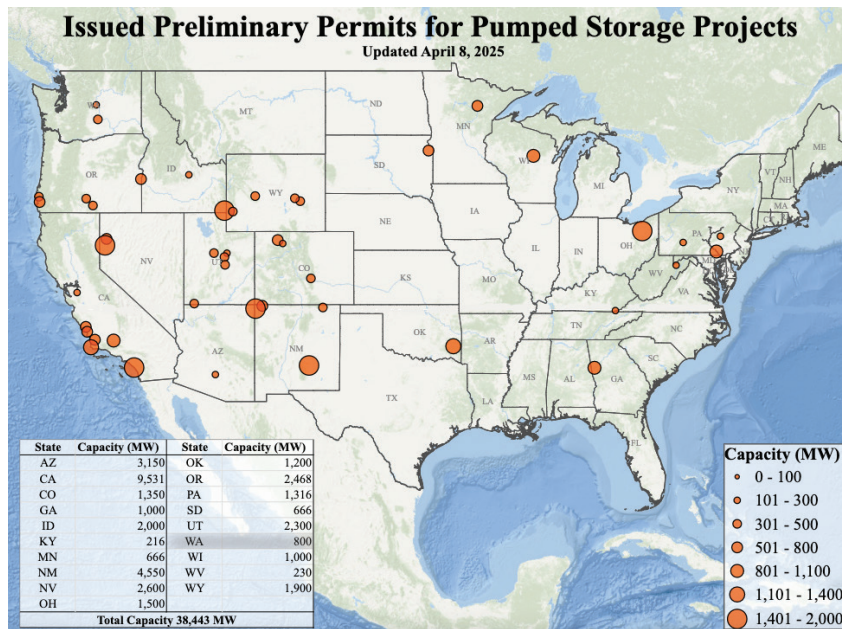 Issued Preliminary Permits for Pumped Storage Projects
Updated April 8, 2025
ND
MT
MN
ME
OR
ID
SD
WI
VT
NH
WY
MI
NY
MA
IA
NE
PA
OH
NV
UT
IL
IN
MD
CO
WV
CA
KS
MO
KY
VA
TN
NC
OK
AR
AZ
NM
SC
MS
AL
GA
TX
LA
FL
State Capacity (MW) State Capacity (MW)
AZ 3,150 OK 1,200
CA 9,531 OR 2,468
CO 1,350 PA 1,316
GA 1,000 SD 666
ID 2,000 UT 2,300
KY 216 WA 800
MN 666 WI 1,000
NM 4,550 WV 230
NV 2,600 WY 1,900
OH 1,500
Total Capacity 38,443 MW
Capacity (MW)
0 - 100
101 - 300
301 - 500
501 - 800
801 - 1,100
1,101 - 1,400
1,401 - 2,000